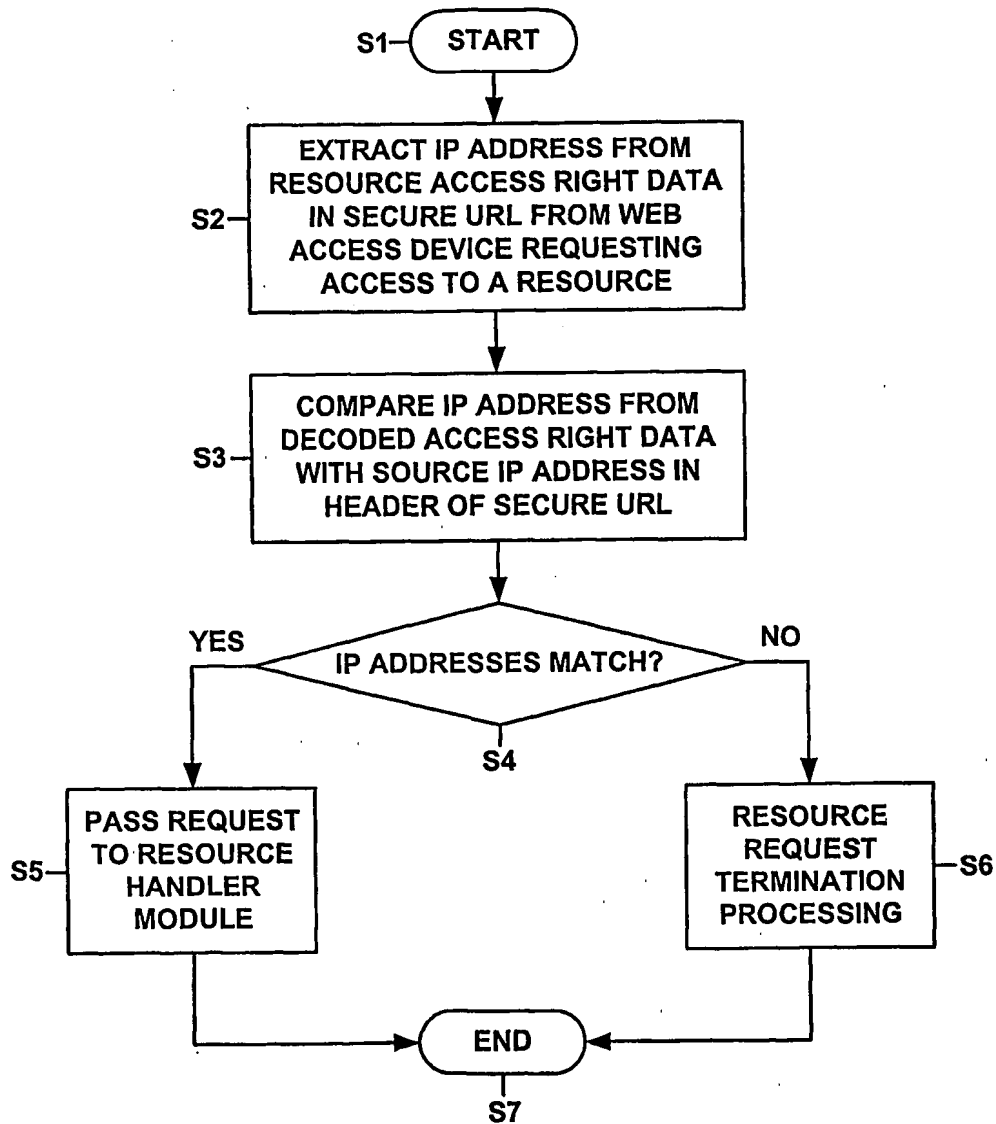 S1
START
EXTRACT IP ADDRESS FROM
RESOURCE ACCESS RIGHT DATA
IN SECURE URL FROM WEB
ACCESS DEVICE REQUESTING
ACCESS TO A RESOURCE
S2
COMPARE IP ADDRESS FROM
DECODED ACCESS RIGHT DATA
WITH SOURCE IP ADDRESS IN
HEADER OF SECURE URL
S3
YES
IP ADDRESSES MATCH?
NO
S4
PASS REQUEST
TO RESOURCE
HANDLER
MODULE
S5
RESOURCE
REQUEST
TERMINATION
PROCESSING
S6
END
S7